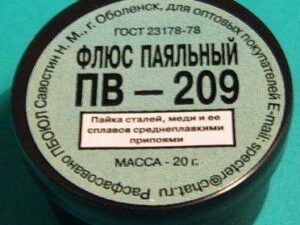 Расфасовано ПБОЮЛ Савостин Н. М., г. Оболенск, для оптовых покупателей E-mail: specter@chat.ru
ГОСТ 23178-78
ФЛЮС ПАЯЛЬНЫЙ
ПВ – 209
Пайка сталей, меди и ее
сплавов среднеплавкими
припоями
МАССА - 20 г.